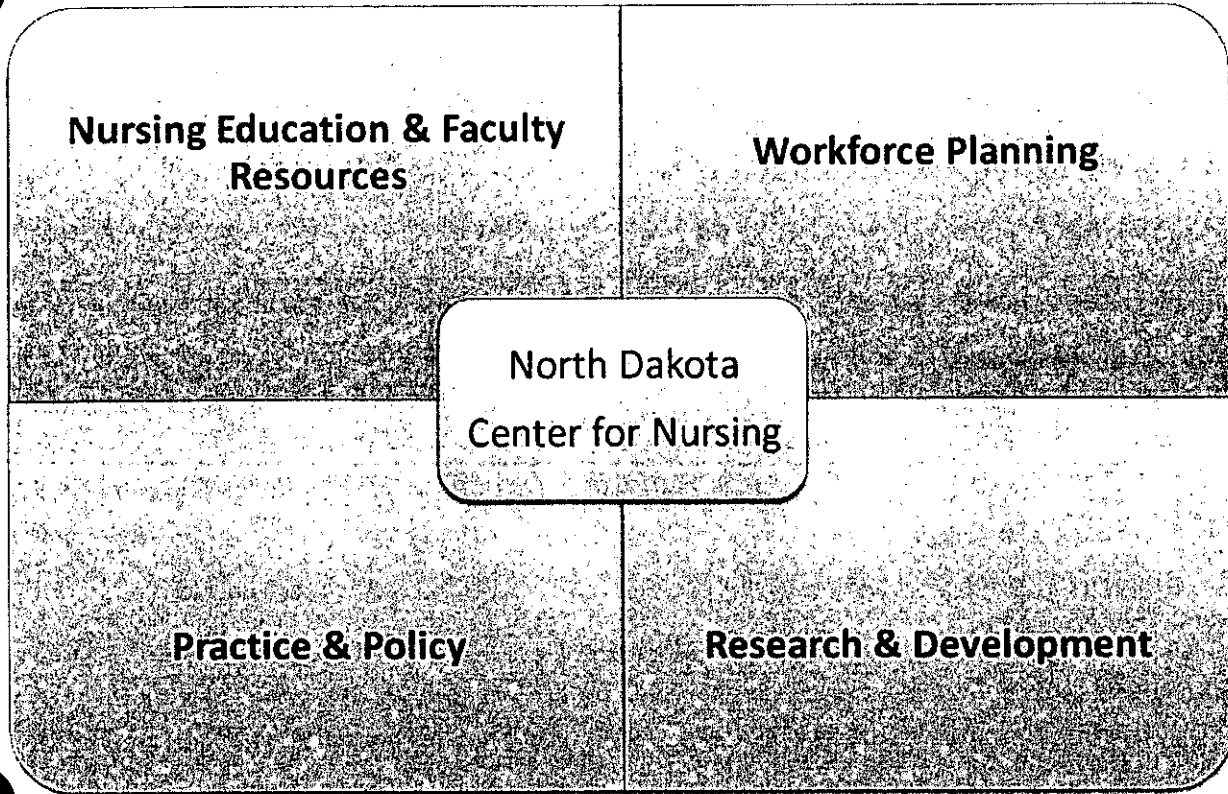 Nursing Education & Faculty
Resources
Workforce Planning
North Dakota
Center for Nursing
Practice & Policy
Research & Development